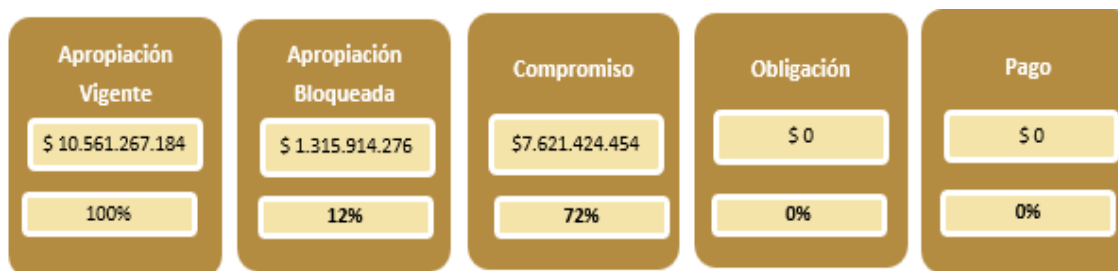 Apropiación
Vigente
$ 10.561.267.184
100%
Apropiación
Bloqueada
$ 1.315.914.276
12%
Compromiso
$7.621.424.454
72%
Obligación
$ 0
0%
Pago
$ 0
0%